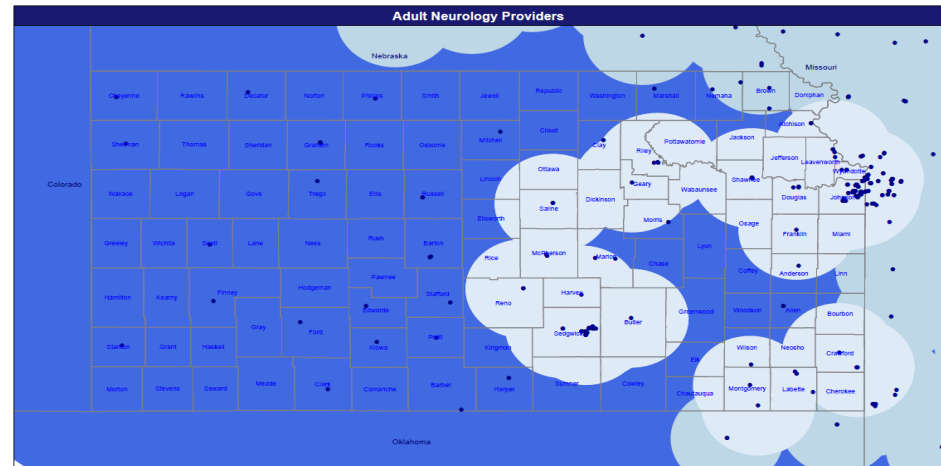 Adult Neurology Providers
Nebraska
Missouri
Cheyenne Rawlins Decatur Norton Phillips Smith Jewell Republic Washington Marshall Nemaha Brown Doniphan
Atchison
Cloud Clay Riley Pottawatomie Jackson
Sherman Thomas Sheridan Graham Rooks Osborne Mitchell
Jefferson Leavenworth
Ottawa
Wyandotte
Colorado
Lincoln
Geary Wabaunsee Shawnee
Wallace Logan Gove Trego Ellis Russell Saline Dickinson Douglas Johnson
Ellsworth Morris Osage
Greeley Wichita Scott Lane Ness Rush Barton Franklin Miami
Lyon
Rice McPherson Marion Chase
Coffey Anderson Linn
Pawnee
Hamilton Kearny Finney Hodgeman Stafford Reno Harvey
Edwards
Greenwood Woodson Allen Bourbon
Gray Ford
Butler
Stanton Grant Haskell Kiowa Pratt Kingman Sedgwick
Wilson Neosho Crawford
Elk
Morton Stevens Seward Meade Clark Comanche Barber Harper Sumner Cowley
Chautauqua Montgomery Labette Cherokee
Oklahoma